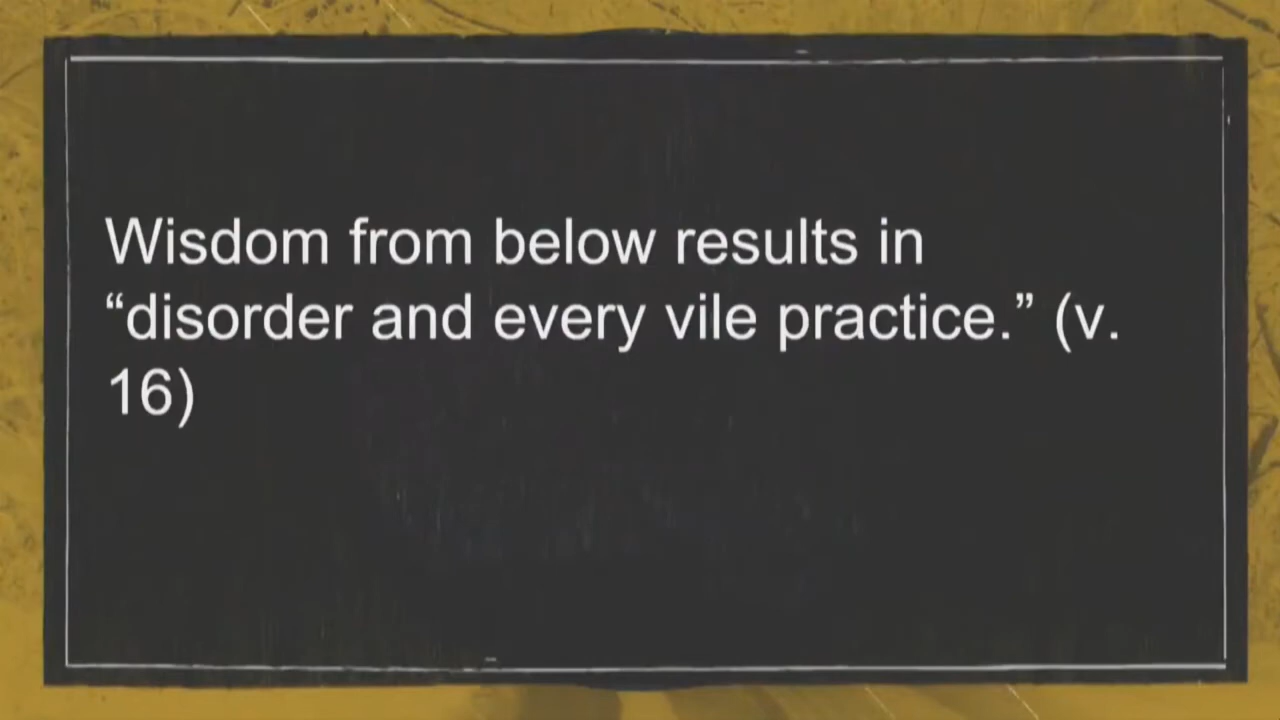 Wisdom from below results in
“disorder and every vile practice.” (v.
16)